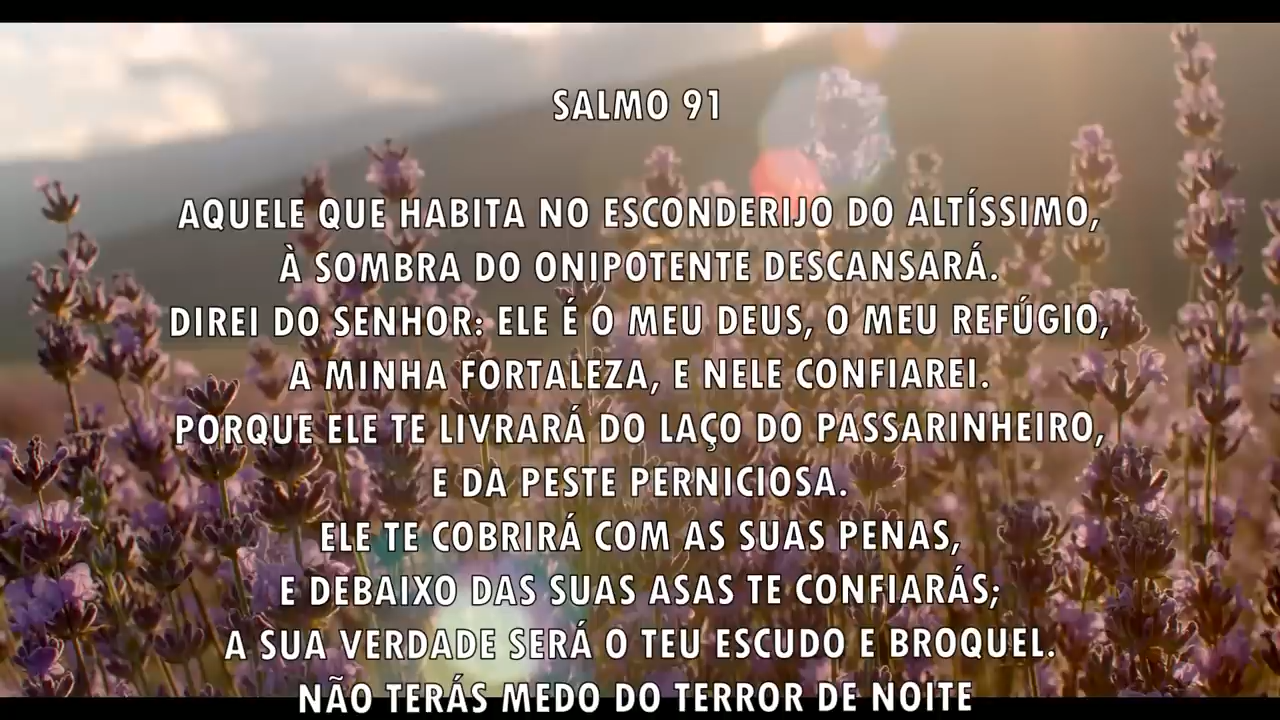 SALMO 91
AQUELE QUE HABITA NO ESCONDERIJO DO ALTÍSSIMO,
À SOMBRA DO ONIPOTENTE DESCANSARÁ.
DIREI DO SENHOR: ELE É O MEU DEUS, O MEU REFÚGIO,
A MINHA FORTALEZA, E NELE CONFIAREI.
PORQUE ELE TE LIVRARÁ DO LAÇO DO PASSARINHEIRO,
E DA PESTE PERNICIOSA.
ELE TE COBRIRÁ COM AS SUAS PENAS,
E DEBAIXO DAS SUAS ASAS TE CONFIARÁS;
A SUA VERDADE SERÁ O TEU ESCUDO E BROQUEL.
NÃO TERÁS MEDO DO TERROR DE NOITE